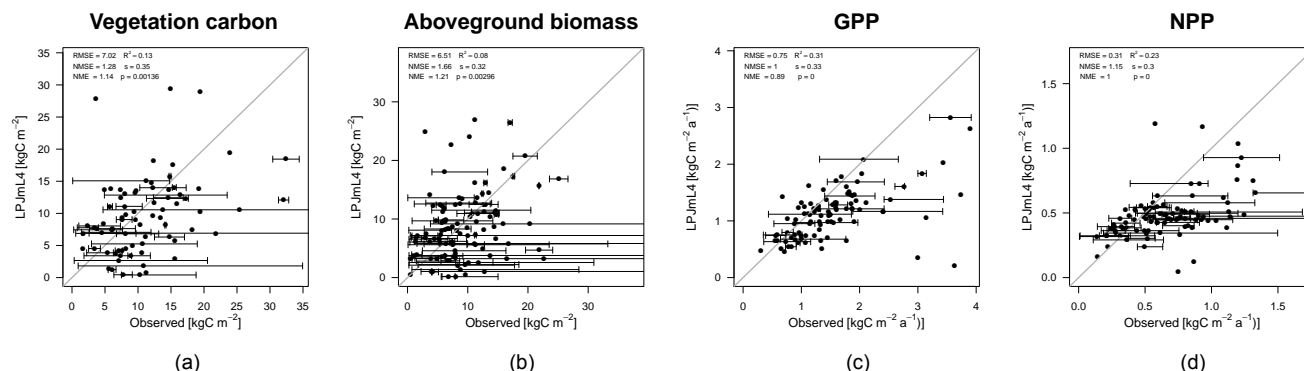 Vegetation carbon
RMSE = 7.02 R² = 0.13
NMSE = 1.28 s = 0.35
NME = 1.14 p = 0.00136
LPJmL4 [kgC m⁻²]
0 5 10 15 20 25 30 35
0 5 10 15 20 25 30 35
Observed [kgC m⁻²]
(a)
Aboveground biomass
RMSE = 6.51 R² = 0.08
NMSE = 1.66 s = 0.32
NME = 1.21 p = 0.00296
LPJmL4 [kgC m⁻²]
0 10 20 30
0 10 20 30
Observed [kgC m⁻²]
(b)
GPP
RMSE = 0.75 R² = 0.31
NMSE = 1 s = 0.33
NME = 0.89 p = 0
LPJmL4 [kgC m⁻² a⁻¹)]
0 1 2 3 4
0 1 2 3 4
Observed [kgC m⁻² a⁻¹)]
(c)
NPP
RMSE = 0.31 R² = 0.23
NMSE = 1.15 s = 0.3
NME = 1 p = 0
LPJmL4 [kgC m⁻² a⁻¹)]
0.0 0.5 1.0 1.5
0.0 0.5 1.0 1.5
Observed [kgC m⁻² a⁻¹)]
(d)